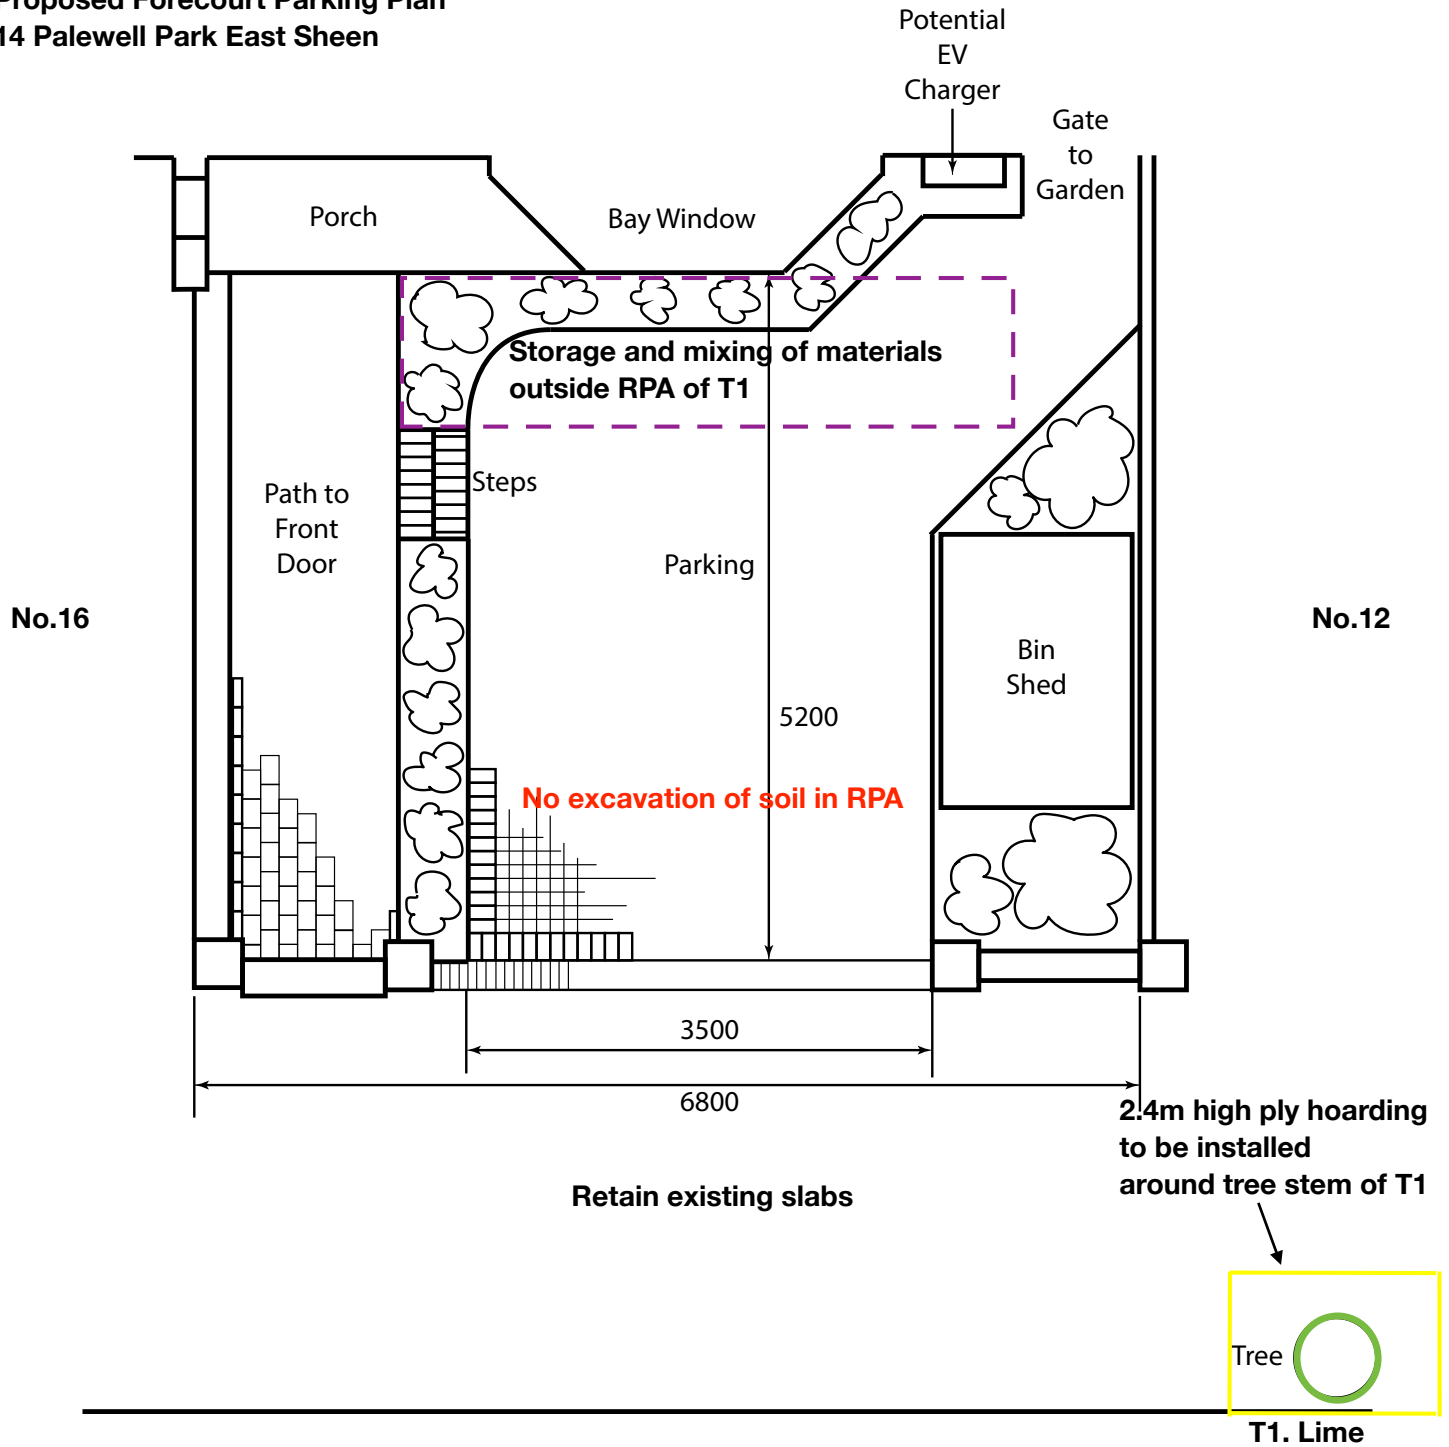 Proposed Forecourt Parking Plan
14 Palewell Park East Sheen
Potential
EV
Charger
Gate
to
Garden
Porch
Bay Window
Storage and mixing of materials
outside RPA of T1
Steps
Path to
Front
Door
Parking
No.16
No.12
Bin
Shed
5200
No excavation of soil in RPA
3500
6800
2.4m high ply hoarding
to be installed
around tree stem of T1
Retain existing slabs
Tree
T1. Lime